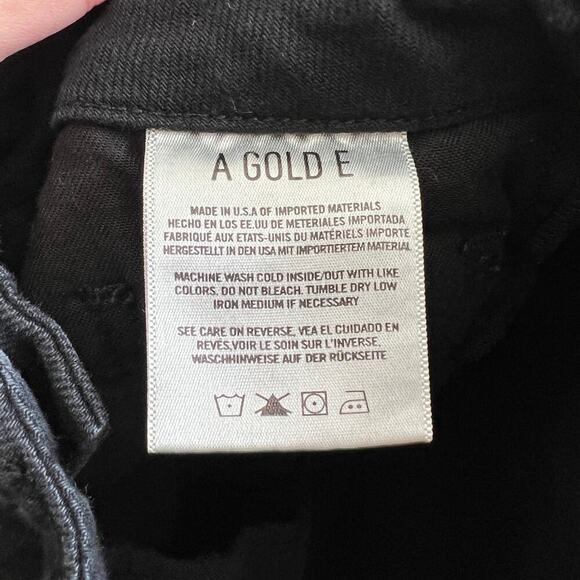 A GOLD E
MADE IN U.S.A OF IMPORTED MATERIALS
HECHO EN LOS EE.UU DE METERIALES IMPORTADA
FABRIQUÉ AUX ETATS-UNIS DU MATÉRIELS IMPORTE
HERGESTELLT IN DEN USA MIT IMPORTIERTEM MATERIAL
MACHINE WASH COLD INSIDE/OUT WITH LIKE
COLORS. DO NOT BLEACH. TUMBLE DRY LOW
IRON MEDIUM IF NECESSARY
SEE CARE ON REVERSE, VEA EL CUIDADO EN
REVÉS,VOIR LE SOIN SUR L'INVERSE.
WASCHHINWEISE AUF DER RÜCKSEITE